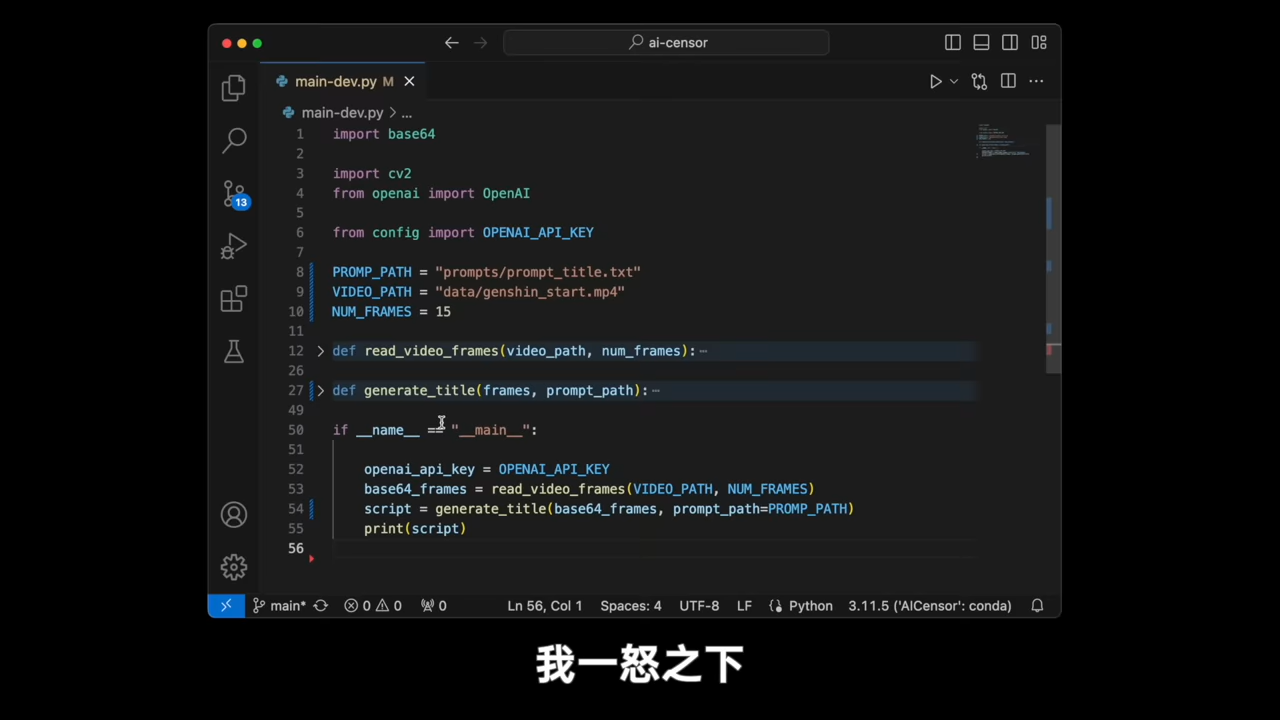 ai-censor
main-dev.py M
main-dev.py > ...
1 import base64
2
3 import cv2
4 from openai import OpenAI
5
6 from config import OPENAI_API_KEY
7
8 PROMP_PATH = "prompts/prompt_title.txt"
9 VIDEO_PATH = "data/genshin_start.mp4"
10 NUM_FRAMES = 15
11
12 def read_video_frames(video_path, num_frames):
26
27 def generate_title(frames, prompt_path):
49
50 if __name__ == "__main__":
51
52 openai_api_key = OPENAI_API_KEY
53 base64_frames = read_video_frames(VIDEO_PATH, NUM_FRAMES)
54 script = generate_title(base64_frames, prompt_path=PROMP_PATH)
55 print(script)
56
13
main* 0 0 0 Ln 56, Col 1 Spaces: 4 UTF-8 LF Python 3.11.5 ('AICensor': conda)
我一怒之下